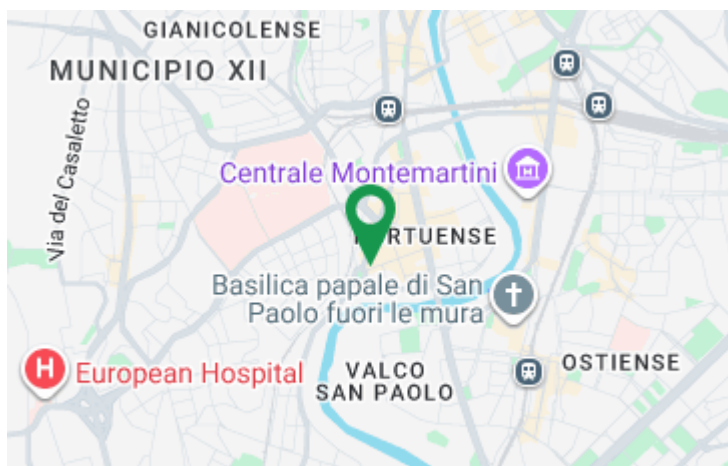 GIANICOLENSE
MUNICIPIO XII
Via del Casaletto
Centrale Montemartini
RTUENSE
Basilica papale di San
Paolo fuori le mura
H
European Hospital
VALCO
SAN PAOLO
OSTIENSE